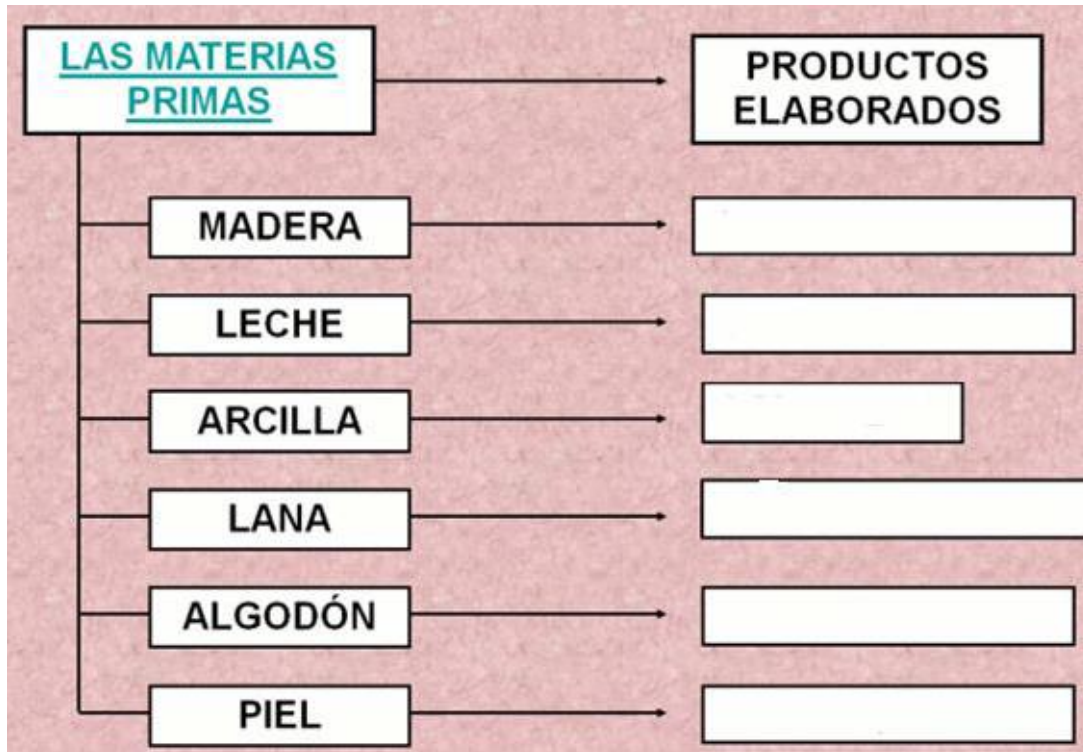 LAS MATERIAS
PRIMAS
PRODUCTOS
ELABORADOS
MADERA
LECHE
ARCILLA
LANA
ALGODÓN
PIEL